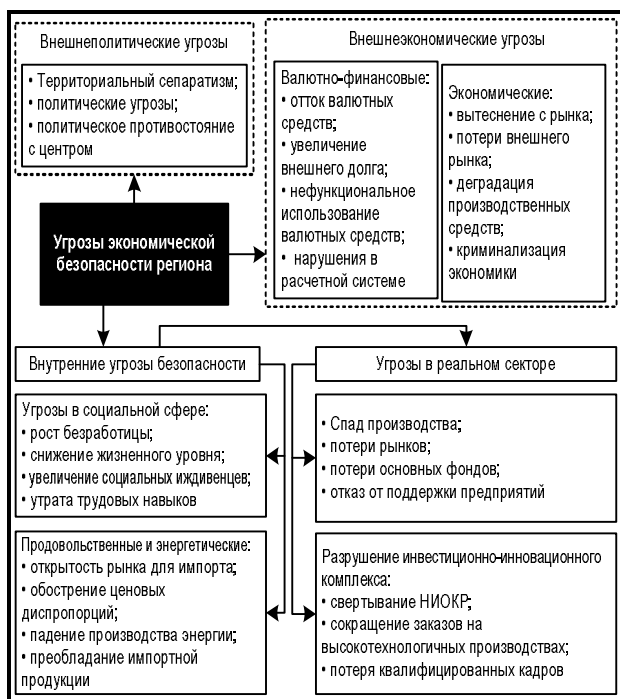 Внешнеполитические угрозы
• Территориальный сепаратизм;
• политические угрозы;
• политическое противостояние
с центром
Внешнеэкономические угрозы
Валютно-финансовые:
• отток валютных
средств;
• увеличение
внешнего долга;
• нефункциональное
использование
валютных средств;
• нарушения в
расчетной системе
Экономические:
• вытеснение с рынка;
• потери внешнего
рынка;
• деградация
производственных
средств;
• криминализация
экономики
Угрозы экономической
безопасности региона
Внутренние угрозы безопасности
Угрозы в реальном секторе
Угрозы в социальной сфере:
• рост безработицы;
• снижение жизненного уровня;
• увеличение социальных иждивенцев;
• утрата трудовых навыков
• Спад производства;
• потери рынков;
• потери основных фондов;
• отказ от поддержки предприятий
Продовольственные и энергетические:
• открытость рынка для импорта;
• обострение ценовых
диспропорций;
• падение производства энергии;
• преобладание импортной
продукции
Разрушение инвестиционно-инновационного
комплекса:
• свертывание НИОКР;
• сокращение заказов на
высокотехнологичных производствах;
• потеря квалифицированных кадров